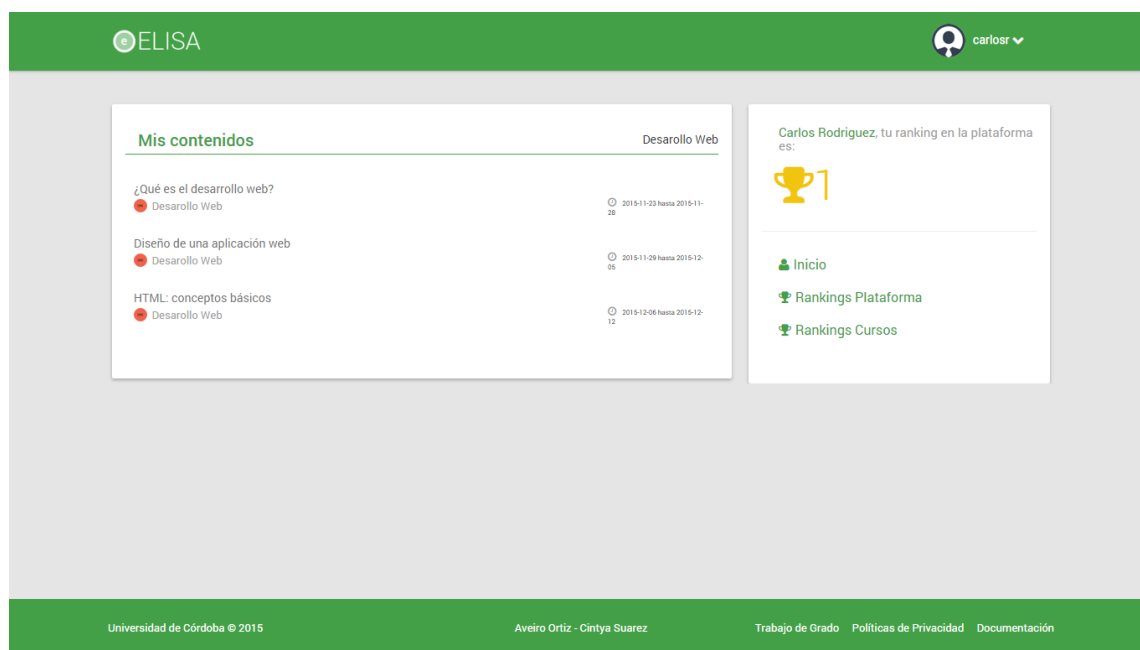 e ELISA
carlosr
Mis contenidos
Desarollo Web
¿Qué es el desarrollo web?
Desarollo Web
2015-11-23 hasta 2015-11-
28
Diseño de una aplicación web
Desarollo Web
2015-11-29 hasta 2015-12-
05
HTML: conceptos básicos
Desarollo Web
2015-12-06 hasta 2015-12-
12
Carlos Rodriguez, tu ranking en la plataforma
es:
1
Inicio
Rankings Plataforma
Rankings Cursos
Universidad de Córdoba © 2015
Aveiro Ortiz - Cintya Suarez
Trabajo de Grado Políticas de Privacidad Documentación